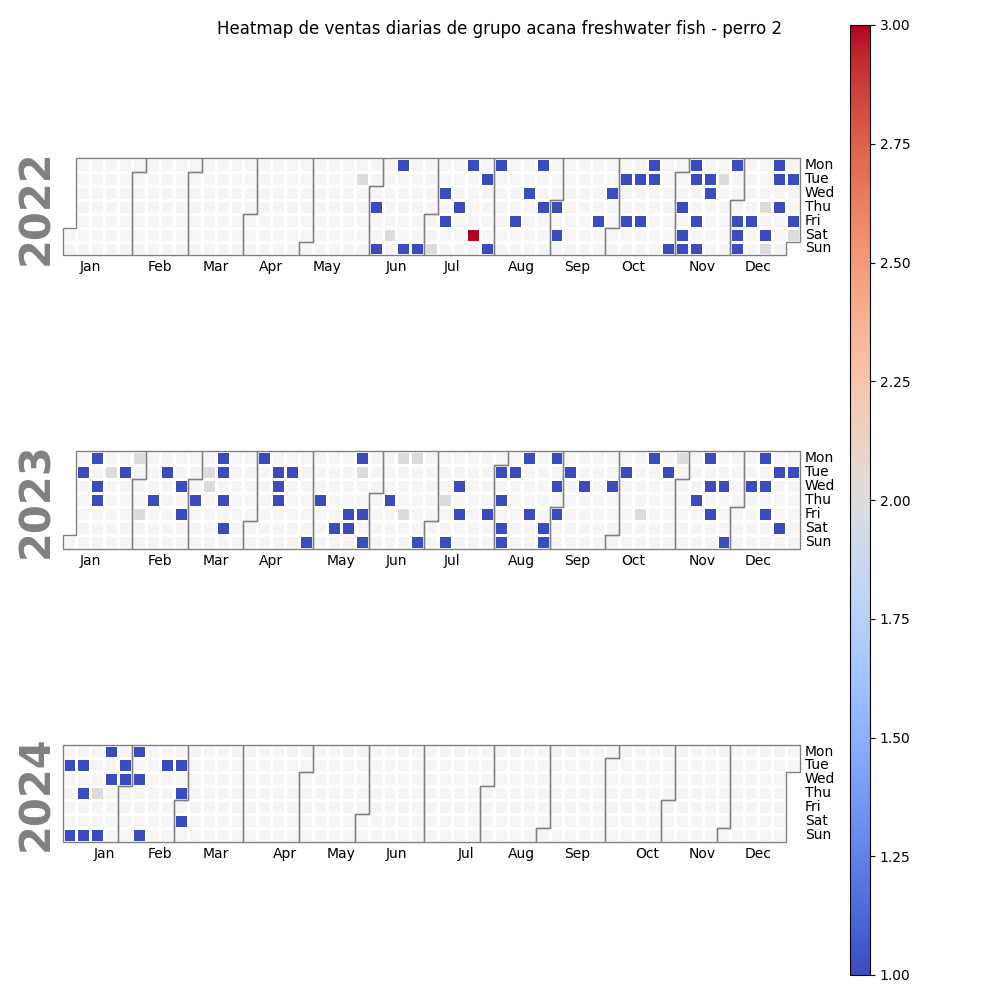 Heatmap de ventas diarias de grupo acana freshwater fish - perro 2
2022
Mon
Tue
Wed
Thu
Fri
Sat
Sun
Jan Feb Mar Apr May Jun Jul Aug Sep Oct Nov Dec
2023
Mon
Tue
Wed
Thu
Fri
Sat
Sun
Jan Feb Mar Apr May Jun Jul Aug Sep Oct Nov Dec
2024
Mon
Tue
Wed
Thu
Fri
Sat
Sun
Jan Feb Mar Apr May Jun Jul Aug Sep Oct Nov Dec
3.00
2.75
2.50
2.25
2.00
1.75
1.50
1.25
1.00